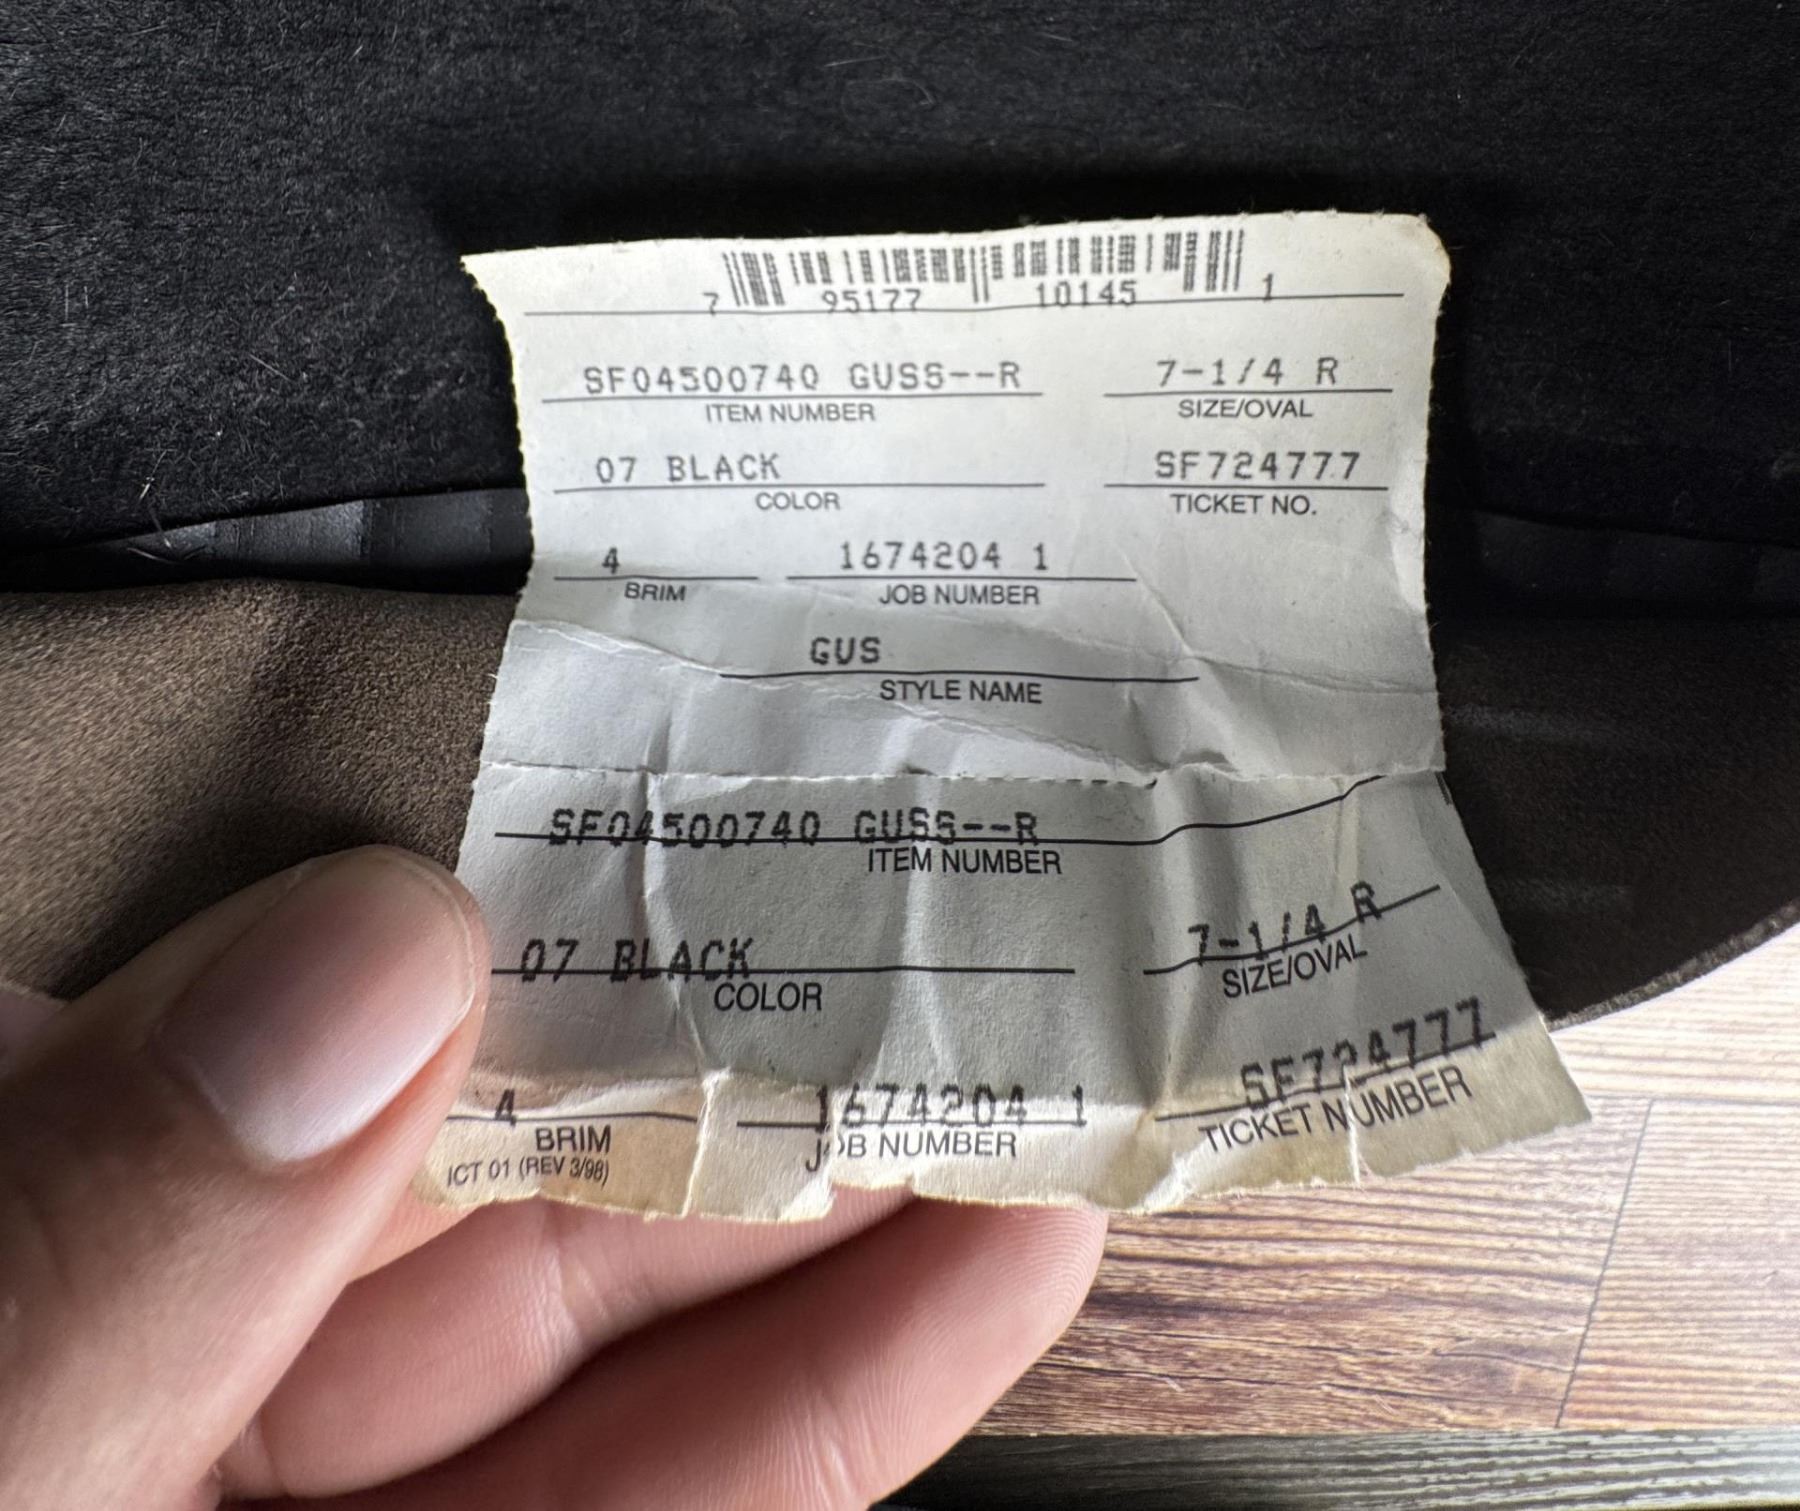 7 95177 10145 1
SF04500740 GUSS--R 7-1/4 R
ITEM NUMBER SIZE/OVAL
07 BLACK SF724777
COLOR TICKET NO.
4 1674204 1
BRIM JOB NUMBER
GUS
STYLE NAME
SF04500740 GUSS--R
ITEM NUMBER
07 BLACK 7-1/4 R
COLOR SIZE/OVAL
4 1674204 1 SF724777
BRIM JOB NUMBER TICKET NUMBER
ICT 01 (REV 3/98)